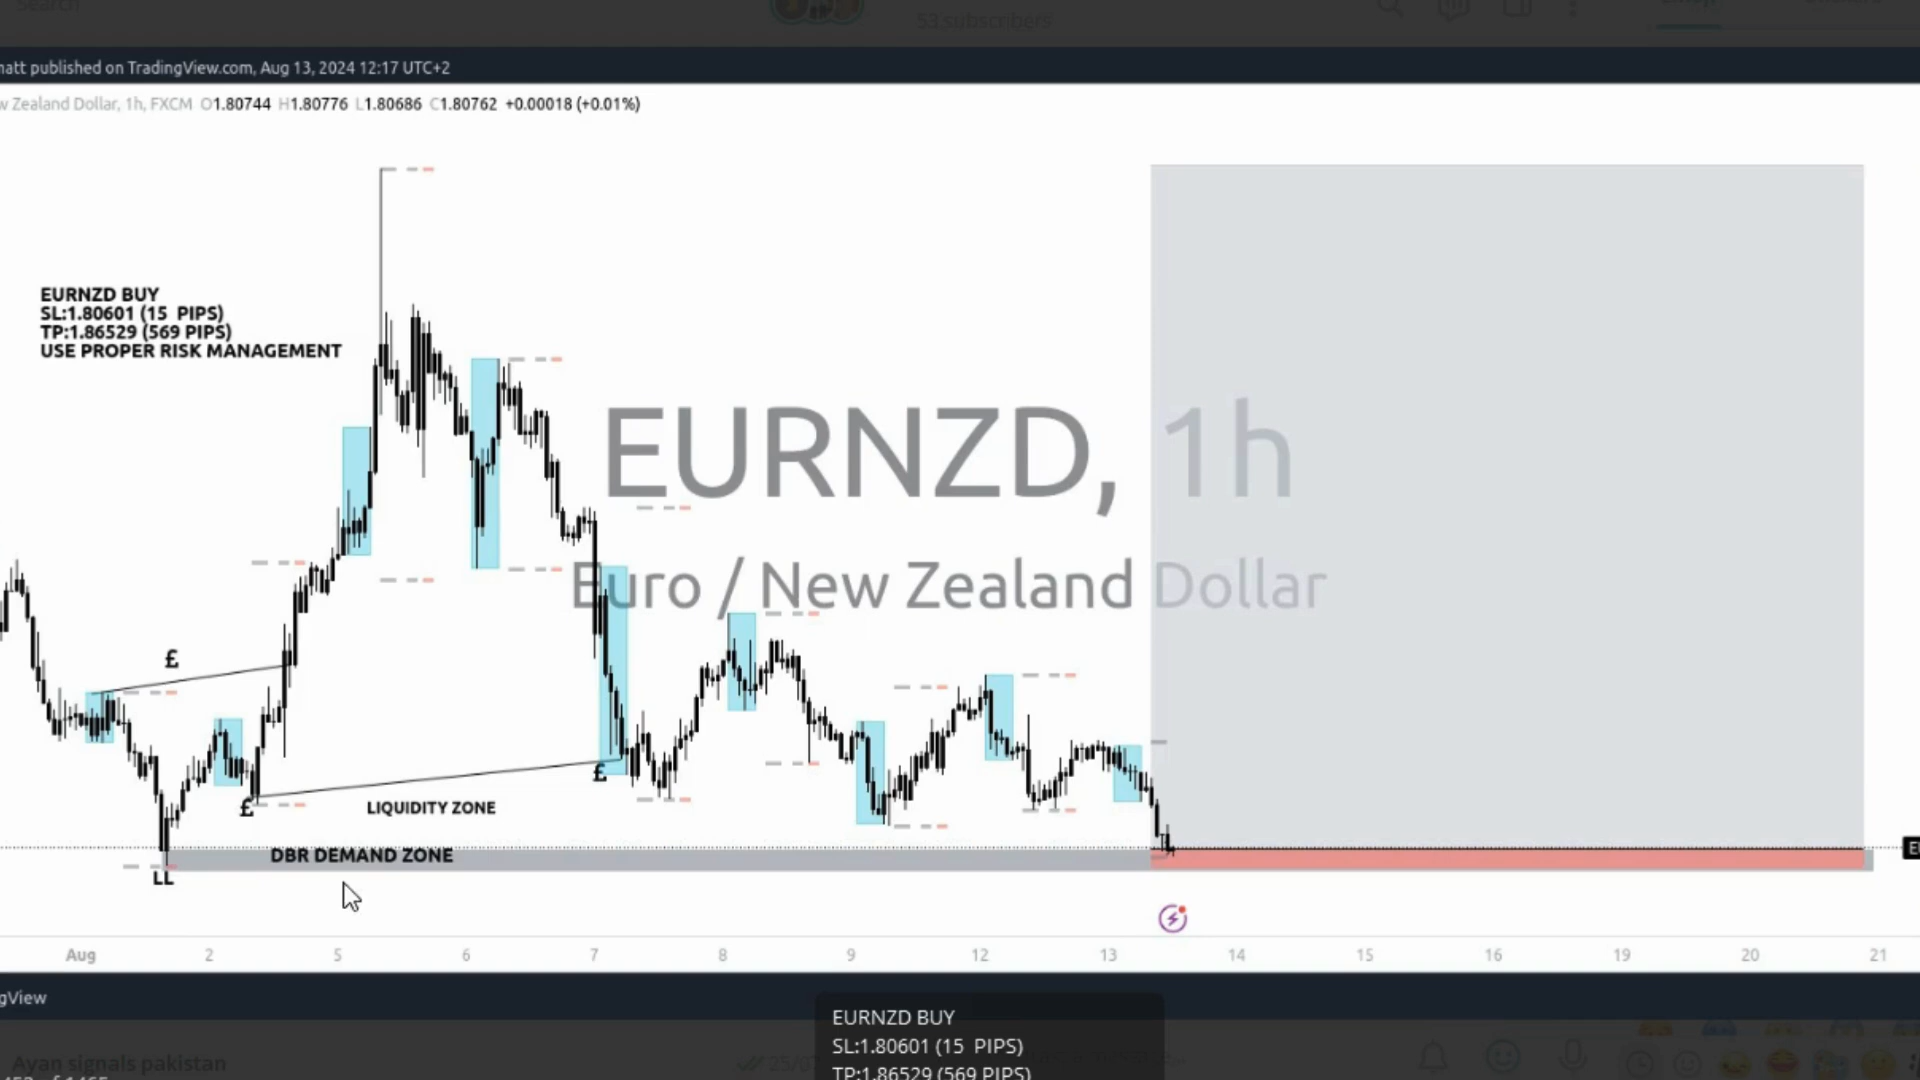 Search
53 subscribers
natt published on TradingView.com, Aug 13, 2024 12:17 UTC+2
w Zealand Dollar, 1h, FXCM O1.80744 H1.80776 L1.80686 C1.80762 +0.00018 (+0.01%)
EURNZD BUY
SL:1.80601 (15 PIPS)
TP:1.86529 (569 PIPS)
USE PROPER RISK MANAGEMENT
EURNZD, 1h
Euro / New Zealand Dollar
£
£
£
LIQUIDITY ZONE
DBR DEMAND ZONE
LL
Aug 2 5 6 7 8 9 12 13 14 15 16 19 20 21
gView
EURNZD BUY
SL:1.80601 (15 PIPS)
TP:1.86529 (569 PIPS)
Ayan signals pakistan